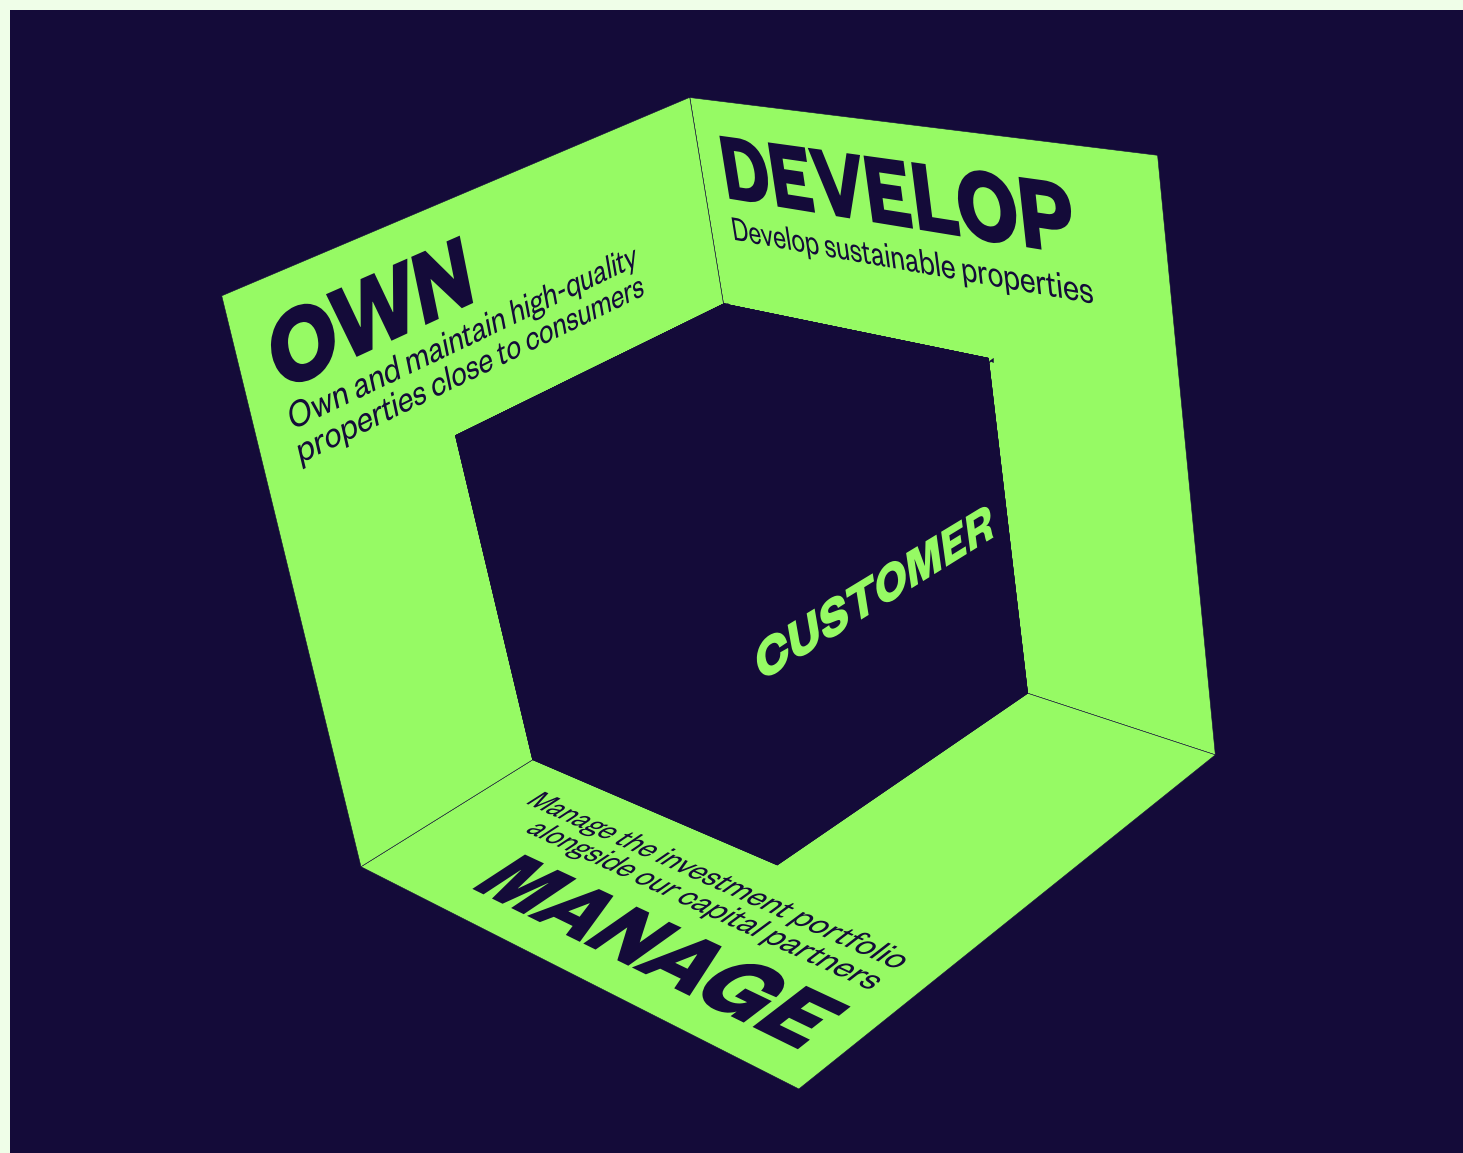 OWN
Own and maintain high-quality
properties close to consumers
DEVELOP
Develop sustainable properties
CUSTOMER
Manage the investment portfolio
alongside our capital partners
MANAGE